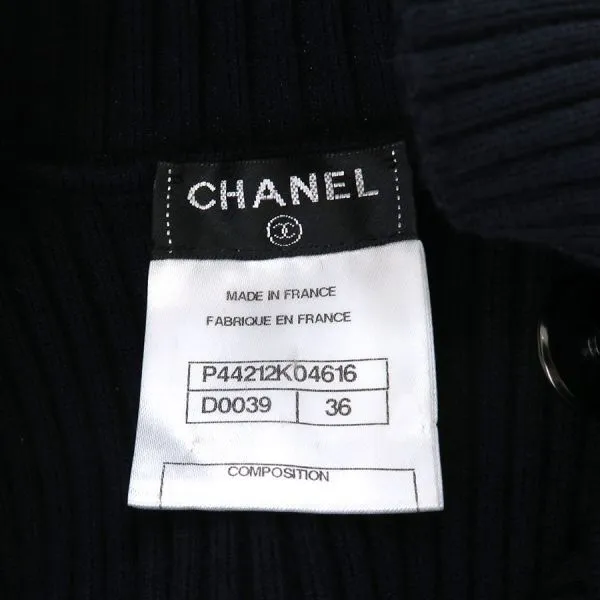 CHANEL
MADE IN FRANCE
FABRIQUE EN FRANCE
P44212K04616
D0039 36
COMPOSITION